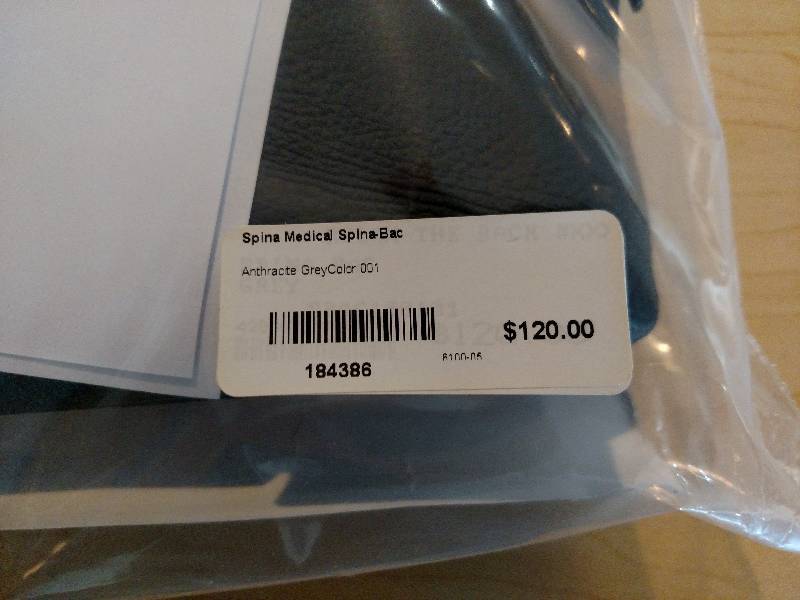 Spina Medical Spina-Bac
Anthracite GreyColor 001
$120.00
6100-05
184386